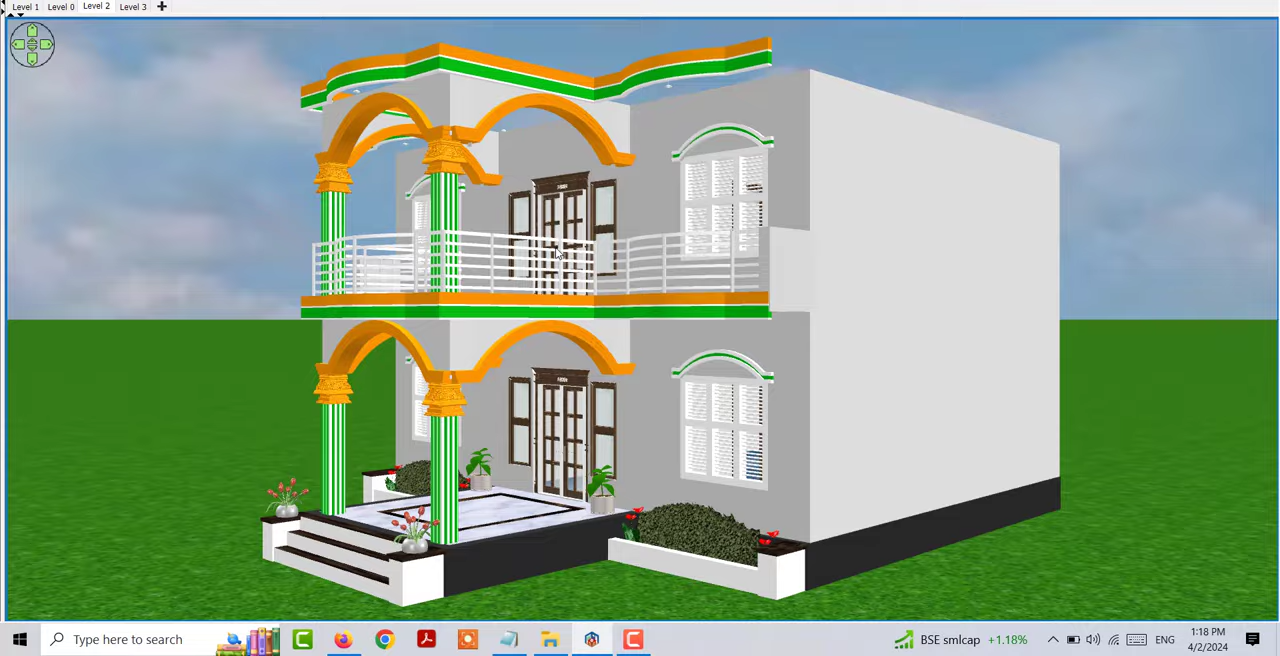 Level 1 Level 0 Level 2 Level 3
Type here to search
BSE smlcap +1.18%
ENG
1:18 PM
4/2/2024